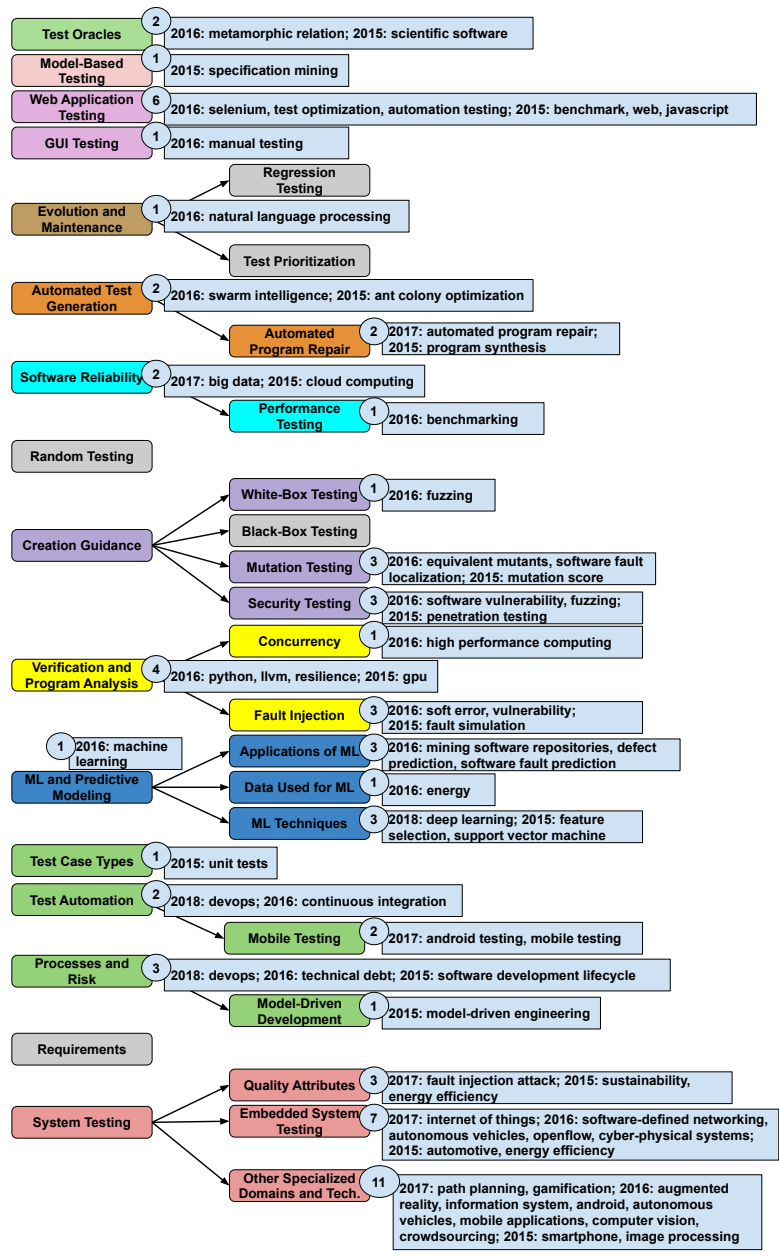 Test Oracles
2
2016: metamorphic relation; 2015: scientific software
Model-Based
Testing
1
2015: specification mining
Web Application
Testing
6
2016: selenium, test optimization, automation testing; 2015: benchmark, web, javascript
GUI Testing
1
2016: manual testing
Regression
Testing
Evolution and
Maintenance
1
2016: natural language processing
Test Prioritization
Automated Test
Generation
2
2016: swarm intelligence; 2015: ant colony optimization
Automated
Program Repair
2
2017: automated program repair;
2015: program synthesis
Software Reliability
2
2017: big data; 2015: cloud computing
Performance
Testing
1
2016: benchmarking
Random Testing
White-Box Testing
1
2016: fuzzing
Creation Guidance
Black-Box Testing
Mutation Testing
3
2016: equivalent mutants, software fault
localization; 2015: mutation score
Security Testing
3
2016: software vulnerability, fuzzing;
2015: penetration testing
Concurrency
1
2016: high performance computing
Verification and
Program Analysis
4
2016: python, llvm, resilience; 2015: gpu
Fault Injection
3
2016: soft error, vulnerability;
2015: fault simulation
1
2016: machine
learning
Applications of ML
3
2016: mining software repositories, defect
prediction, software fault prediction
ML and Predictive
Modeling
Data Used for ML
1
2016: energy
ML Techniques
3
2018: deep learning; 2015: feature
selection, support vector machine
Test Case Types
1
2015: unit tests
Test Automation
2
2018: devops; 2016: continuous integration
Mobile Testing
2
2017: android testing, mobile testing
Processes and
Risk
3
2018: devops; 2016: technical debt; 2015: software development lifecycle
Model-Driven
Development
1
2015: model-driven engineering
Requirements
Quality Attributes
3
2017: fault injection attack; 2015: sustainability,
energy efficiency
System Testing
Embedded System
Testing
7
2017: internet of things; 2016: software-defined networking,
autonomous vehicles, openflow, cyber-physical systems;
2015: automotive, energy efficiency
Other Specialized
Domains and Tech.
11
2017: path planning, gamification; 2016: augmented
reality, information system, android, autonomous
vehicles, mobile applications, computer vision,
crowdsourcing; 2015: smartphone, image processing